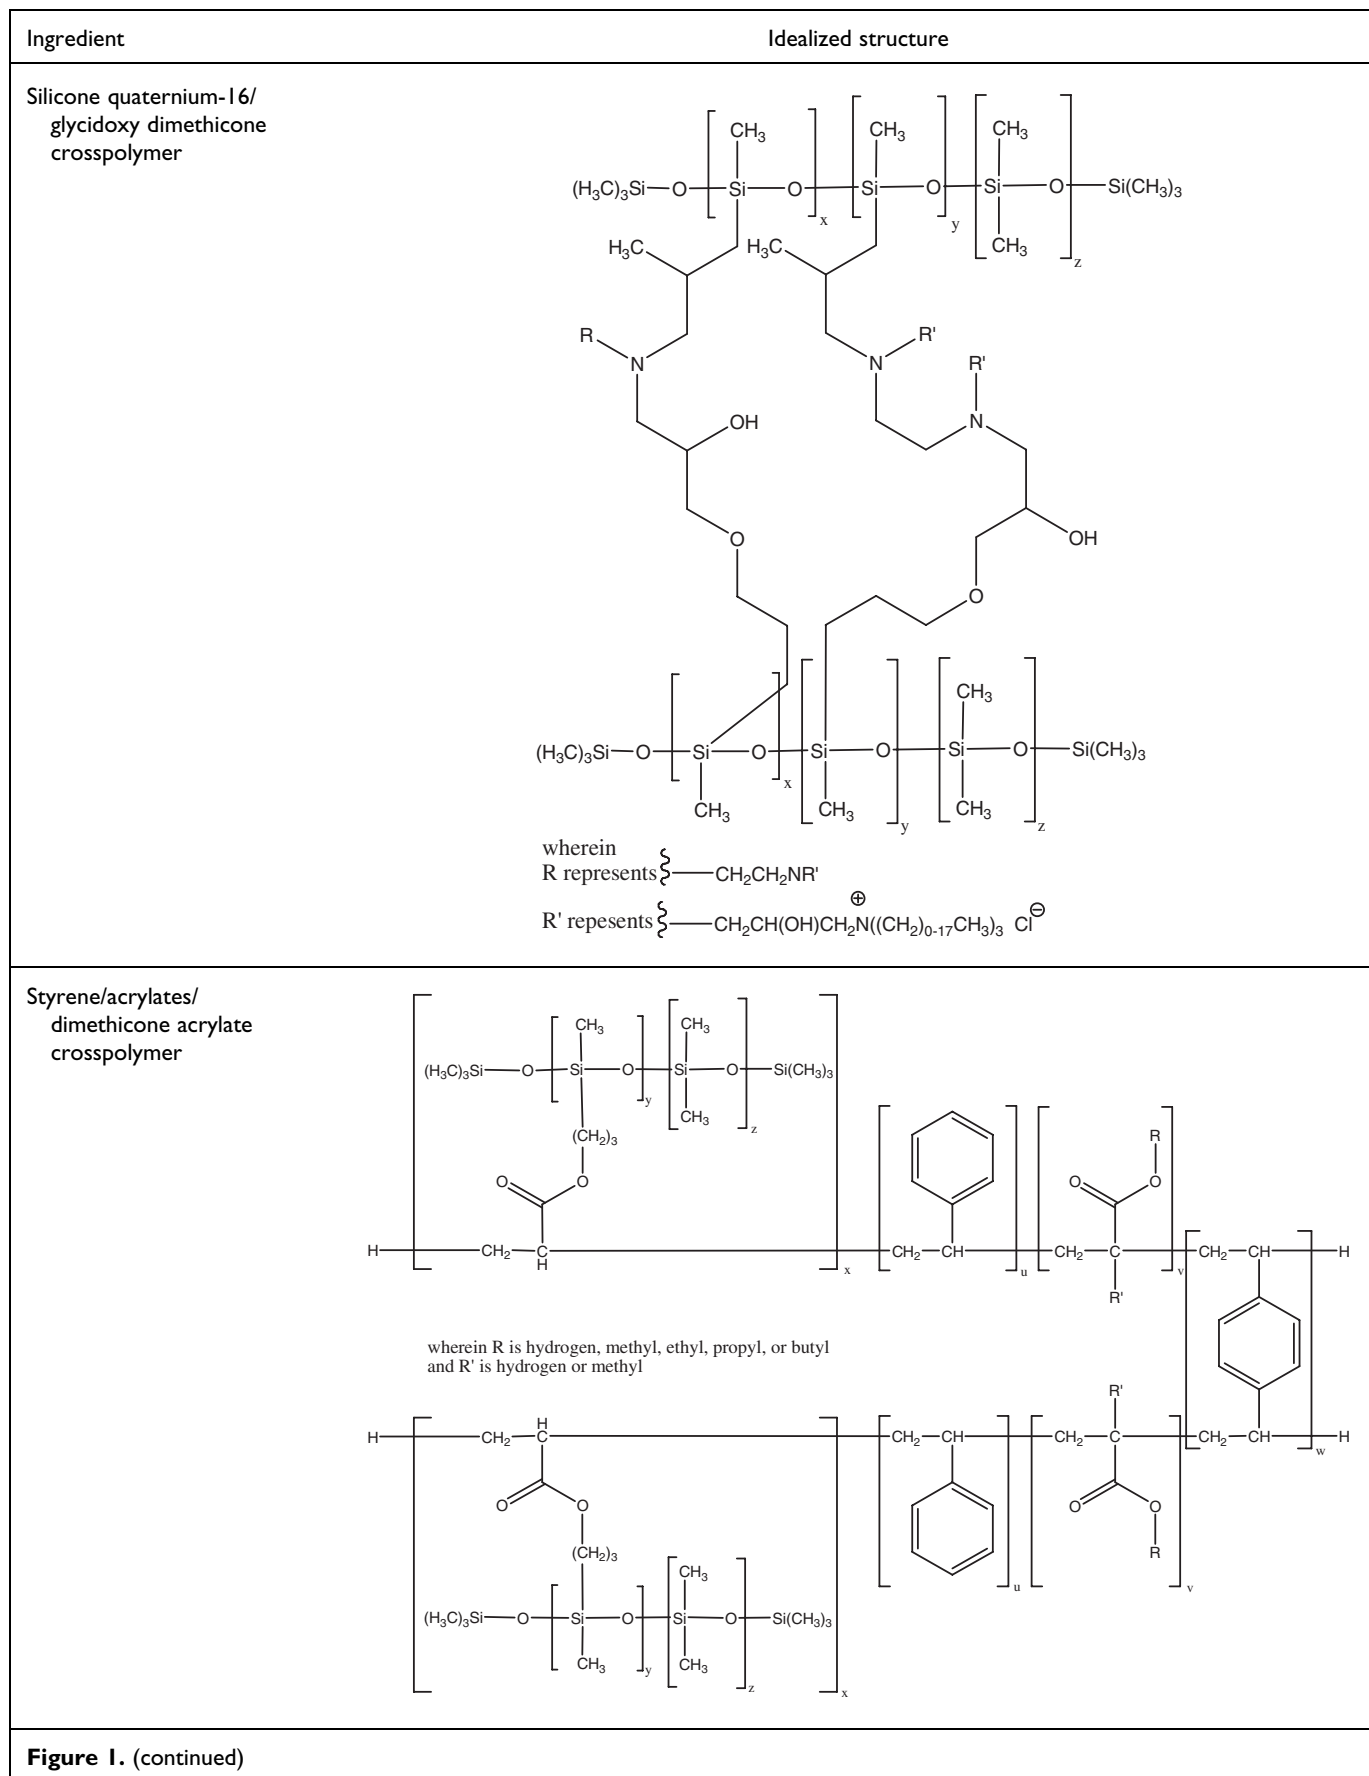 Ingredient Idealized structure
Silicone quaternium-16/
glycidoxy dimethicone
crosspolymer
CH3 CH3 CH3
(H3C)3Si O Si O Si O Si O Si(CH3)3
x y
CH3
z
H3C H3C
R R'
N N R'
N
OH
O OH
O
CH3
(H3C)3Si O Si O Si O Si O Si(CH3)3
x
CH3 CH3 CH3
y z
wherein
R represents CH2CH2NR'
⊕ ⊖
R' repesents CH2CH(OH)CH2N((CH2)0-17CH3)3 Cl
Styrene/acrylates/
dimethicone acrylate
crosspolymer
CH3 CH3
(H3C)3Si O Si O Si O Si(CH3)3
y
CH3
z
(CH2)3 R
O O O O
H CH2 C CH2 CH CH2 C CH2 CH H
H
x u v
R'
wherein R is hydrogen, methyl, ethyl, propyl, or butyl
and R' is hydrogen or methyl
R'
H
H CH2 C CH2 CH CH2 C CH2 CH H
w
O O O O
(CH2)3 R
CH3
u v
(H3C)3Si O Si O Si O Si(CH3)3
CH3 CH3
y z x
Figure 1. (continued)